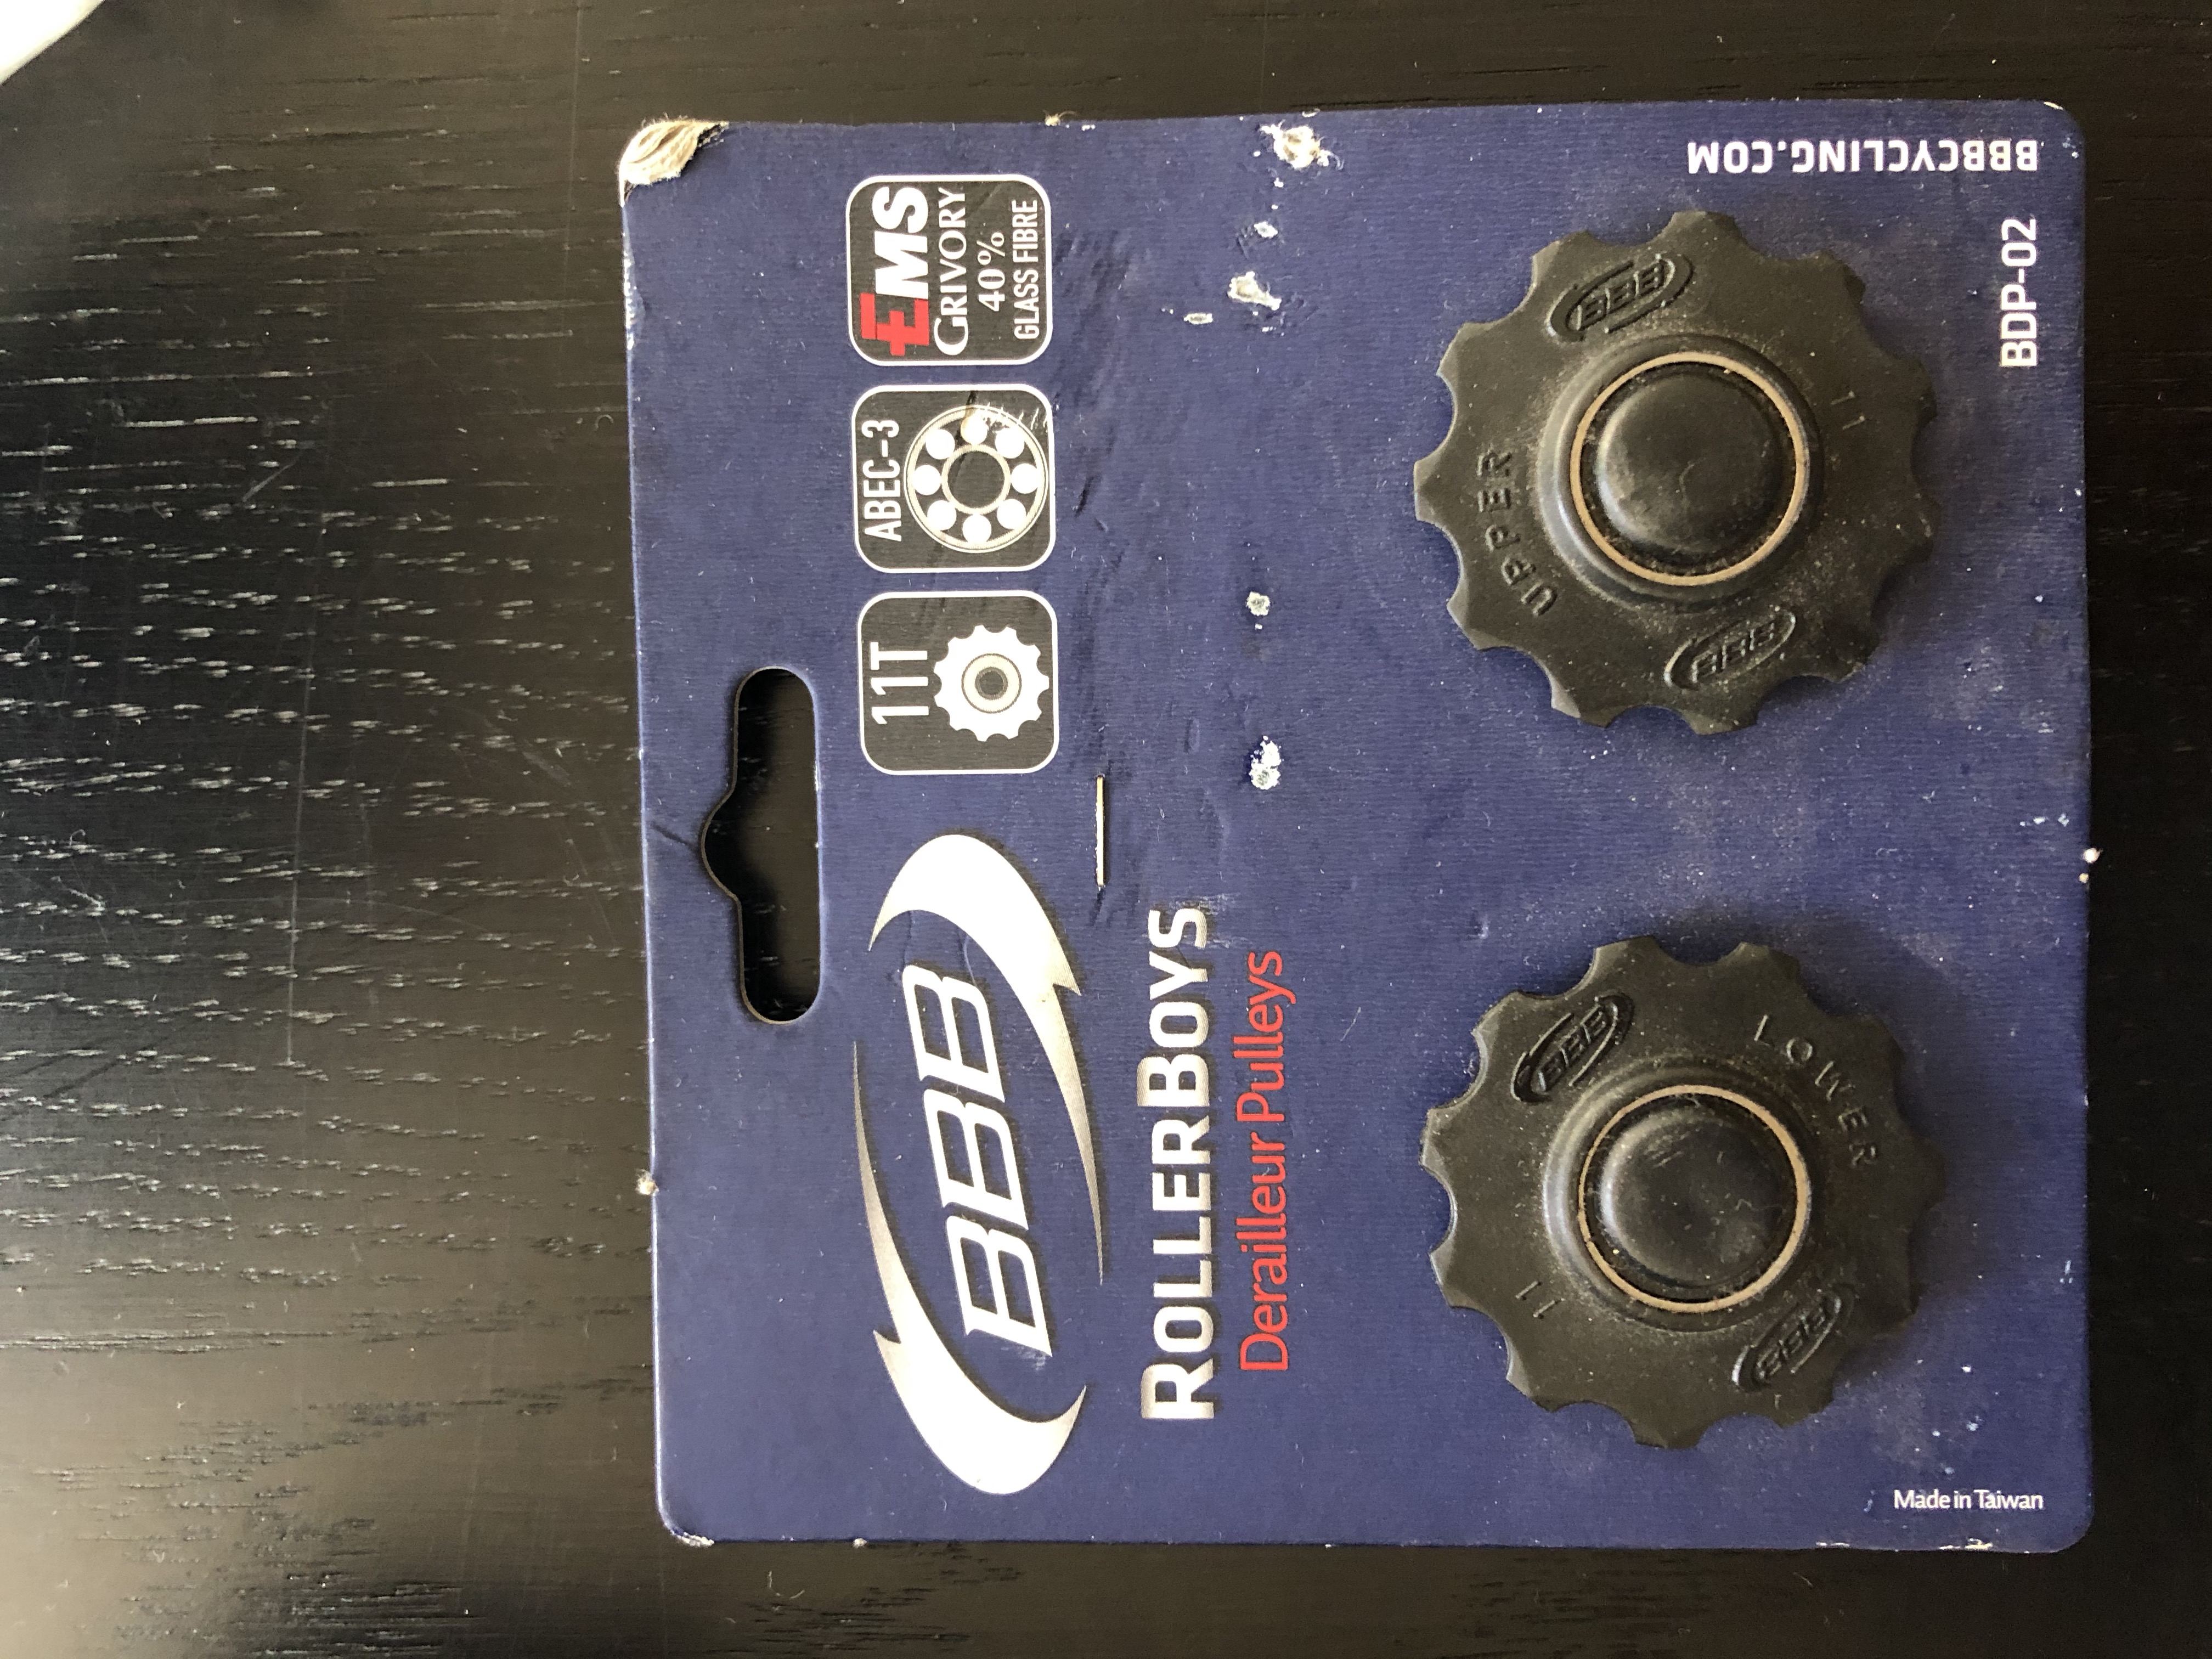 BBB
11T
ABEC-3
EMS
GRIVORY
40%
GLASS FIBRE
ROLLERBOYS
Derailleur Pulleys
BBB
LOWER
BBB
11
UPPER
BBB
11
BBB
Made in Taiwan
BDP-02
BBBCYCLING.COM